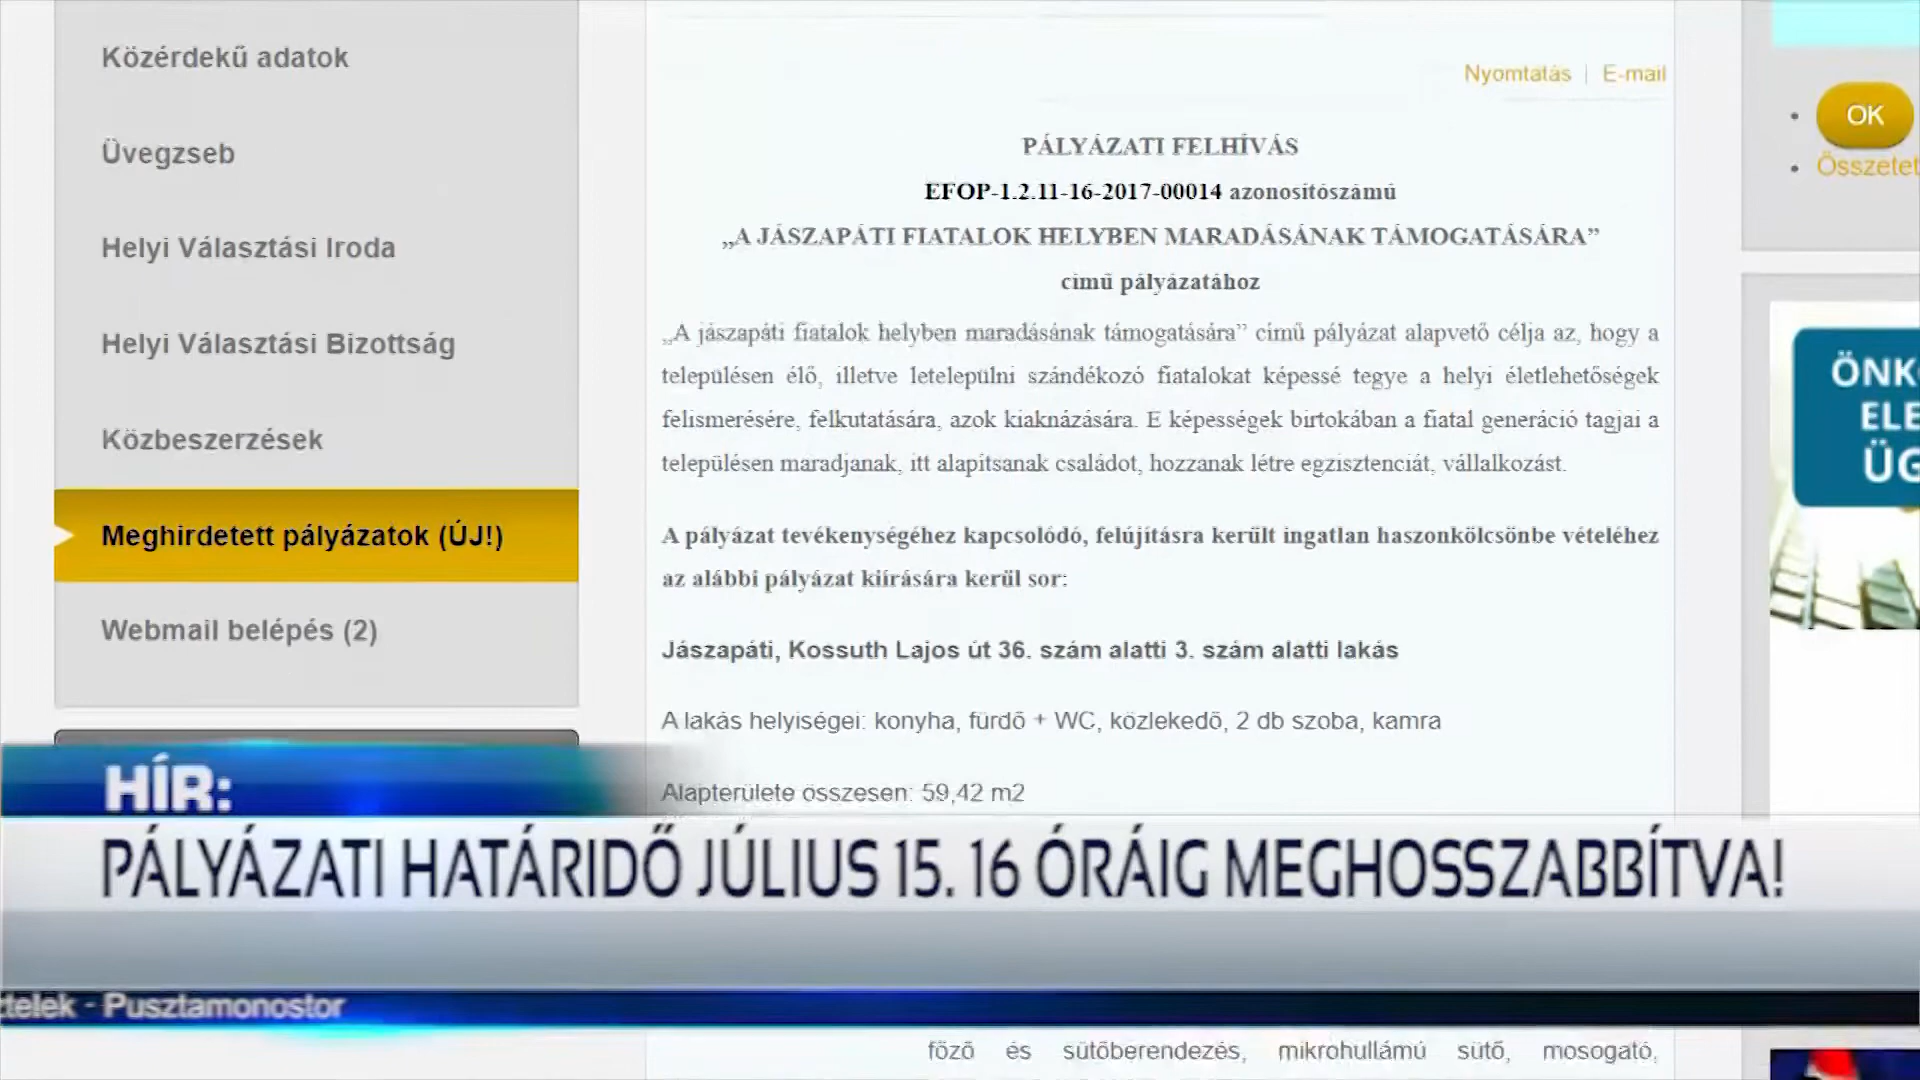 Közérdekű adatok
Üvegzseb
Helyi Választási Iroda
Helyi Választási Bizottság
Közbeszerzések
Meghirdetett pályázatok (ÚJ!)
Webmail belépés (2)
Nyomtatás | E-mail
PÁLYÁZATI FELHÍVÁS
EFOP-1.2.11-16-2017-00014 azonosítószámú
„A JÁSZAPÁTI FIATALOK HELYBEN MARADÁSÁNAK TÁMOGATÁSÁRA”
című pályázatához
„A jászapáti fiatalok helyben maradásának támogatására” című pályázat alapvető célja az, hogy a
településen élő, illetve letelepülni szándékozó fiatalokat képessé tegye a helyi életlehetőségek
felismerésére, felkutatására, azok kiaknázására. E képességek birtokában a fiatal generáció tagjai a
településen maradjanak, itt alapítsanak családot, hozzanak létre egzisztenciát, vállalkozást.
A pályázat tevékenységéhez kapcsolódó, felújításra került ingatlan haszonkölcsönbe vételéhez
az alábbi pályázat kiírására kerül sor:
Jászapáti, Kossuth Lajos út 36. szám alatti 3. szám alatti lakás
A lakás helyiségei: konyha, fürdő + WC, közlekedő, 2 db szoba, kamra
Alapterülete összesen: 59,42 m2
OK
Összetet
ÖNK
ELE
ÜG
HÍR:
PÁLYÁZATI HATÁRIDŐ JÚLIUS 15. 16 ÓRÁIG MEGHOSSZABBÍTVA!
ztelek - Pusztamonostor
főző és sütőberendezés, mikrohullámú sütő, mosogató,